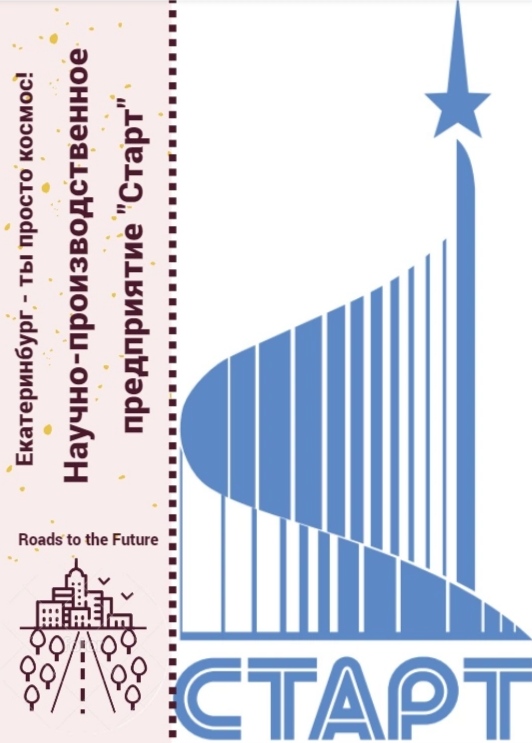 Екатеринбург - ты просто космос!
Научно-производственное
предприятие "Старт"
Roads to the Future
СТАРТ